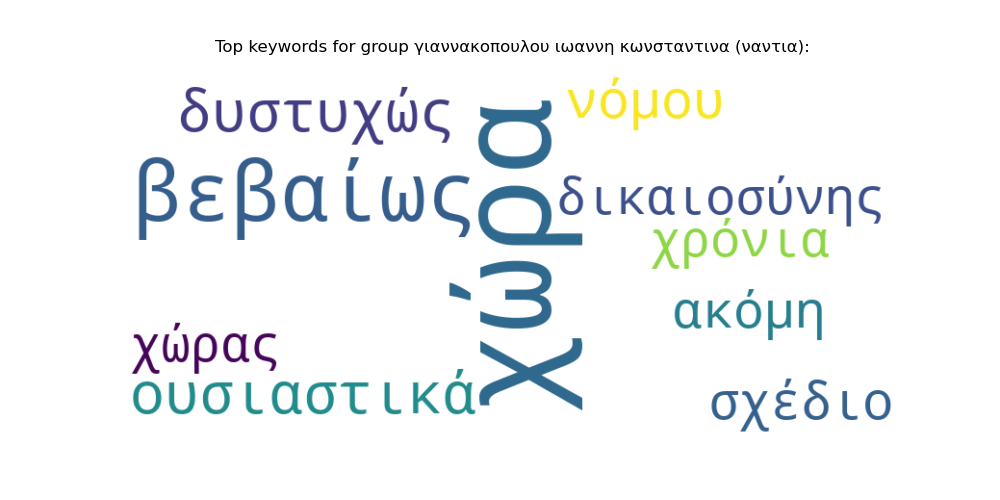 Top keywords for group γιαννακοπουλου ιωαννη κωνσταντινα (ναντια):
δυστυχώς
νόμου
βεβαίως
χώρα
δικαιοσύνης
χρόνια
ακόμη
χώρας
ουσιαστικά
σχέδιο